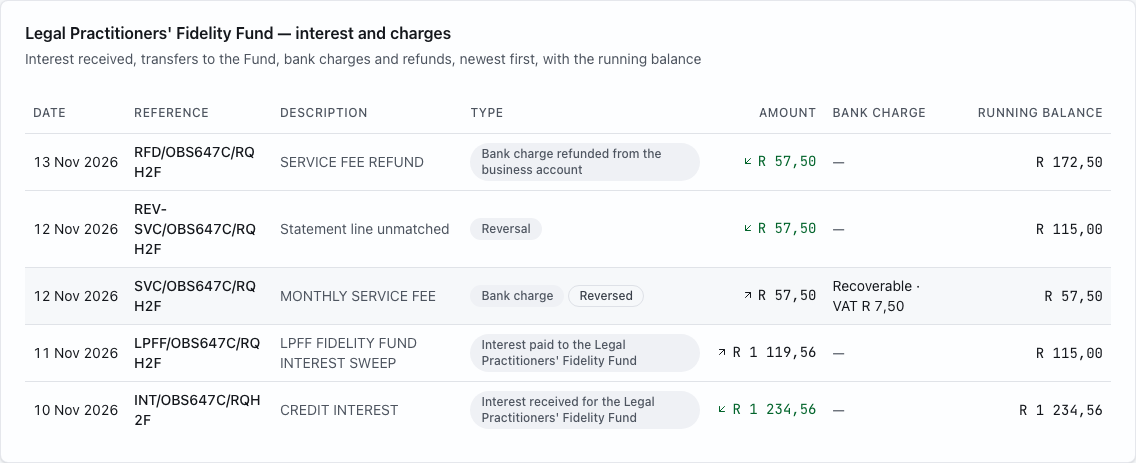 Legal Practitioners' Fidelity Fund — interest and charges
Interest received, transfers to the Fund, bank charges and refunds, newest first, with the running balance
DATE REFERENCE DESCRIPTION TYPE AMOUNT BANK CHARGE RUNNING BALANCE
13 Nov 2026 RFD/OBS647C/RQ SERVICE FEE REFUND Bank charge refunded from the ↙ R 57,50 — R 172,50
H2F business account
REV-
12 Nov 2026 SVC/OBS647C/RQ Statement line unmatched Reversal ↙ R 57,50 — R 115,00
H2F
12 Nov 2026 SVC/OBS647C/RQ MONTHLY SERVICE FEE Bank charge Reversed ↗ R 57,50 Recoverable · R 57,50
H2F VAT R 7,50
11 Nov 2026 LPFF/OBS647C/RQ LPFF FIDELITY FUND Interest paid to the Legal ↗ R 1 119,56 — R 115,00
H2F INTEREST SWEEP Practitioners' Fidelity Fund
10 Nov 2026 INT/OBS647C/RQH CREDIT INTEREST Interest received for the Legal ↙ R 1 234,56 — R 1 234,56
2F Practitioners' Fidelity Fund